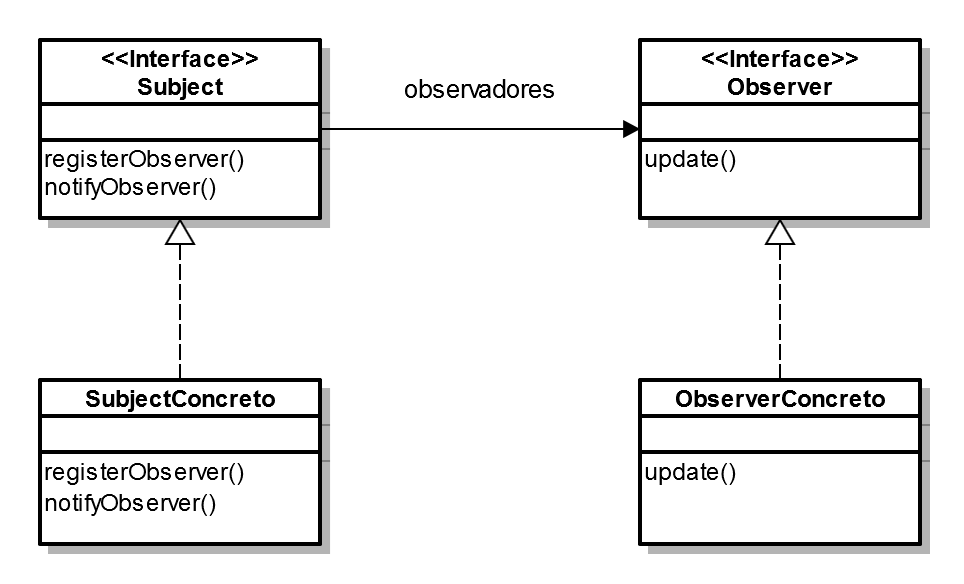 <<Interface>>
Subject
registerObserver()
notifyObserver()
observadores
<<Interface>>
Observer
update()
SubjectConcreto
registerObserver()
notifyObserver()
ObserverConcreto
update()